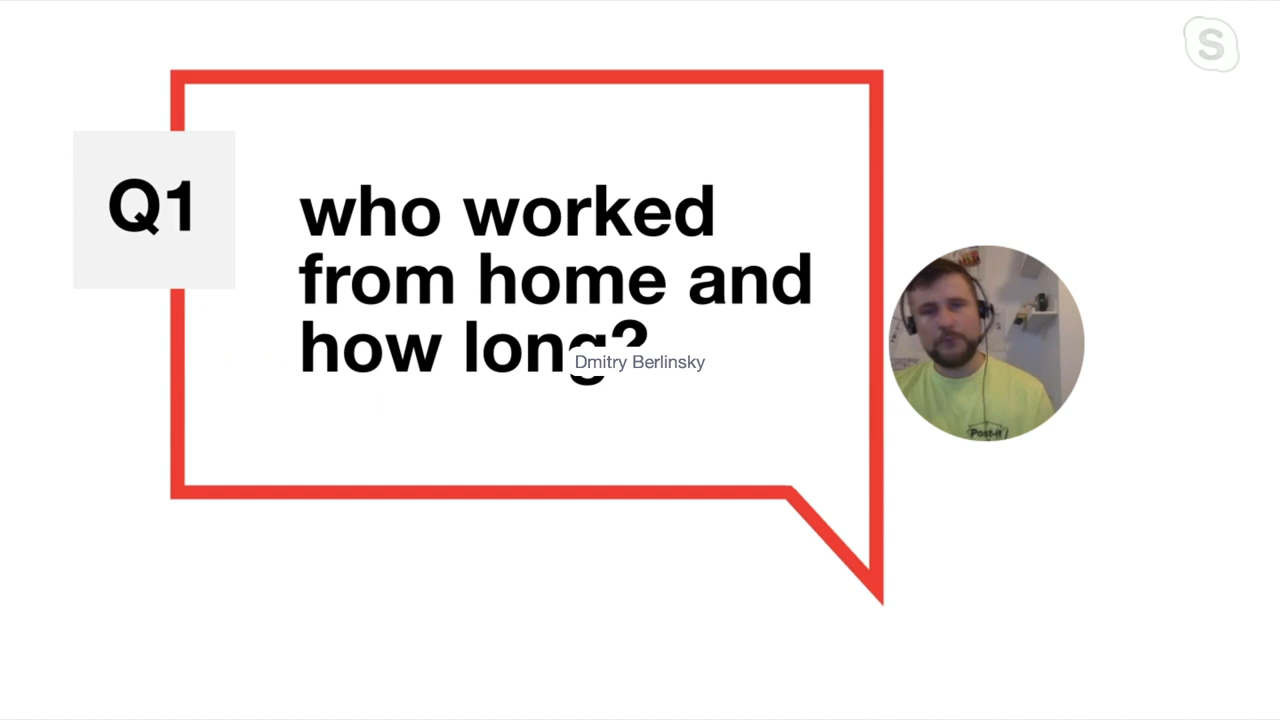 S
Q1
who worked
from home and
how long?
Dmitry Berlinsky
Post-it